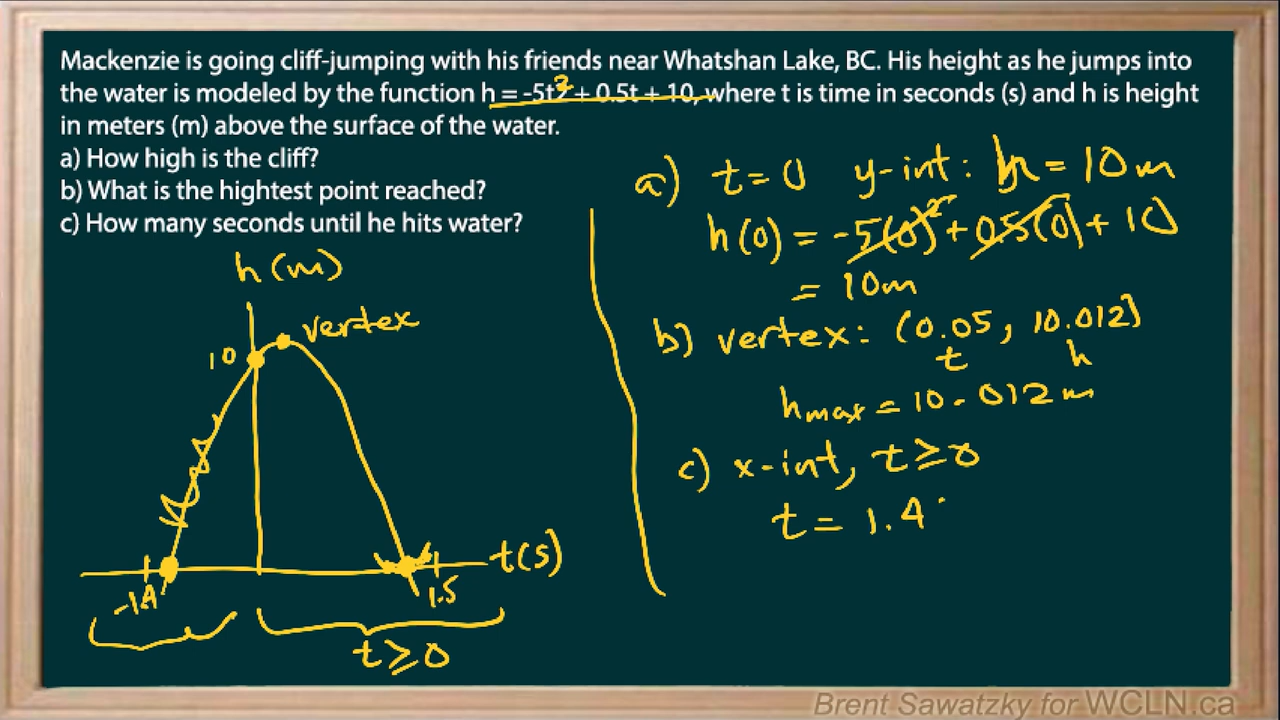 Mackenzie is going cliff-jumping with his friends near Whatshan Lake, BC. His height as he jumps into
the water is modeled by the function h = -5t² + 0.5t + 10, where t is time in seconds (s) and h is height
in meters (m) above the surface of the water.
a) How high is the cliff?
b) What is the highest point reached?
c) How many seconds until he hits water?
h (m)
vertex
10
t(s)
-1.4
1.5
t ≥ 0
a) t = 0 y-int: h = 10m
h(0) = -5(0)² + 0.5(0) + 10
= 10m
b) vertex: (0.05, 10.012)
t h
hmax = 10.012 m
c) x-int, t ≥ 0
t = 1.4
Brent Sawatzky for WCLN.ca